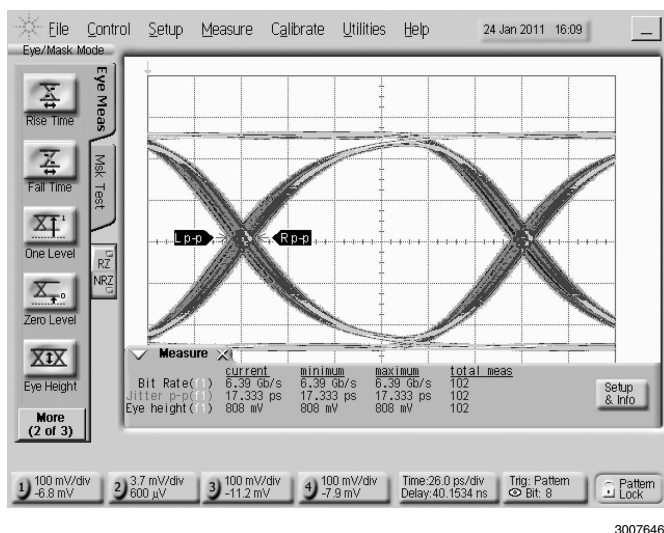 File Control Setup Measure Calibrate Utilities Help 24 Jan 2011 16:09
Eye/Mask Mode
Eye Meas
Msk Test
Rise Time
Fall Time
One Level
Zero Level
Eye Height
More
(2 of 3)
RZ
NRZ
L p-p
R p-p
Measure
current minimum maximum total meas
Bit Rate(f1) 6.39 Gb/s 6.39 Gb/s 6.39 Gb/s 102
Jitter p-p(f1) 17.333 ps 17.333 ps 17.333 ps 102
Eye height(f1) 808 mV 808 mV 808 mV 102
Setup
& Info
1) 100 mV/div
-6.8 mV
2) 3.7 mV/div
600 µV
3) 100 mV/div
-11.2 mV
4) 100 mV/div
-7.9 mV
Time:26.0 ps/div
Delay:40.1534 ns
Trig: Pattern
Bit: 8
Pattern
Lock
3007646